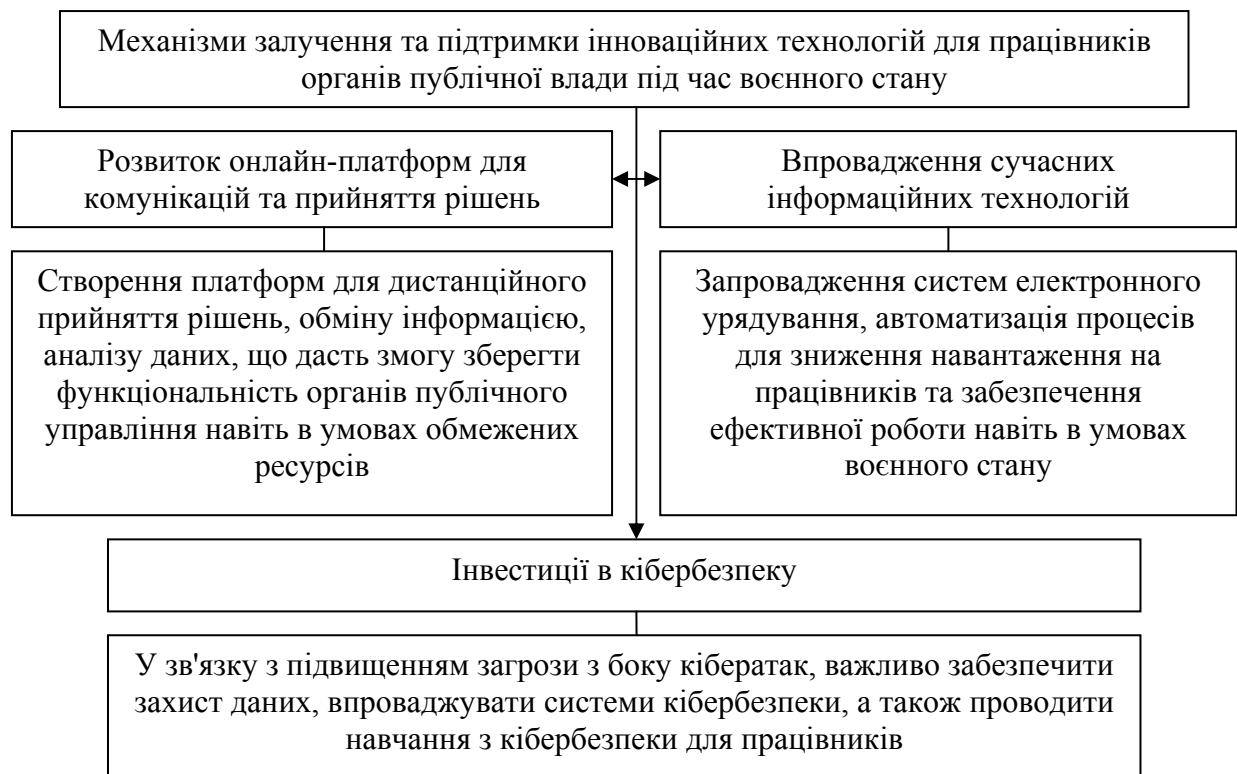 Механізми залучення та підтримки інноваційних технологій для працівників
органів публічної влади під час воєнного стану
Розвиток онлайн-платформ для
комунікацій та прийняття рішень
Впровадження сучасних
інформаційних технологій
Створення платформ для дистанційного
прийняття рішень, обміну інформацією,
аналізу даних, що дасть змогу зберегти
функціональність органів публічного
управління навіть в умовах обмежених
ресурсів
Запровадження систем електронного
урядування, автоматизація процесів
для зниження навантаження на
працівників та забезпечення
ефективної роботи навіть в умовах
воєнного стану
Інвестиції в кібербезпеку
У зв'язку з підвищенням загрози з боку кібератак, важливо забезпечити
захист даних, впроваджувати системи кібербезпеки, а також проводити
навчання з кібербезпеки для працівників